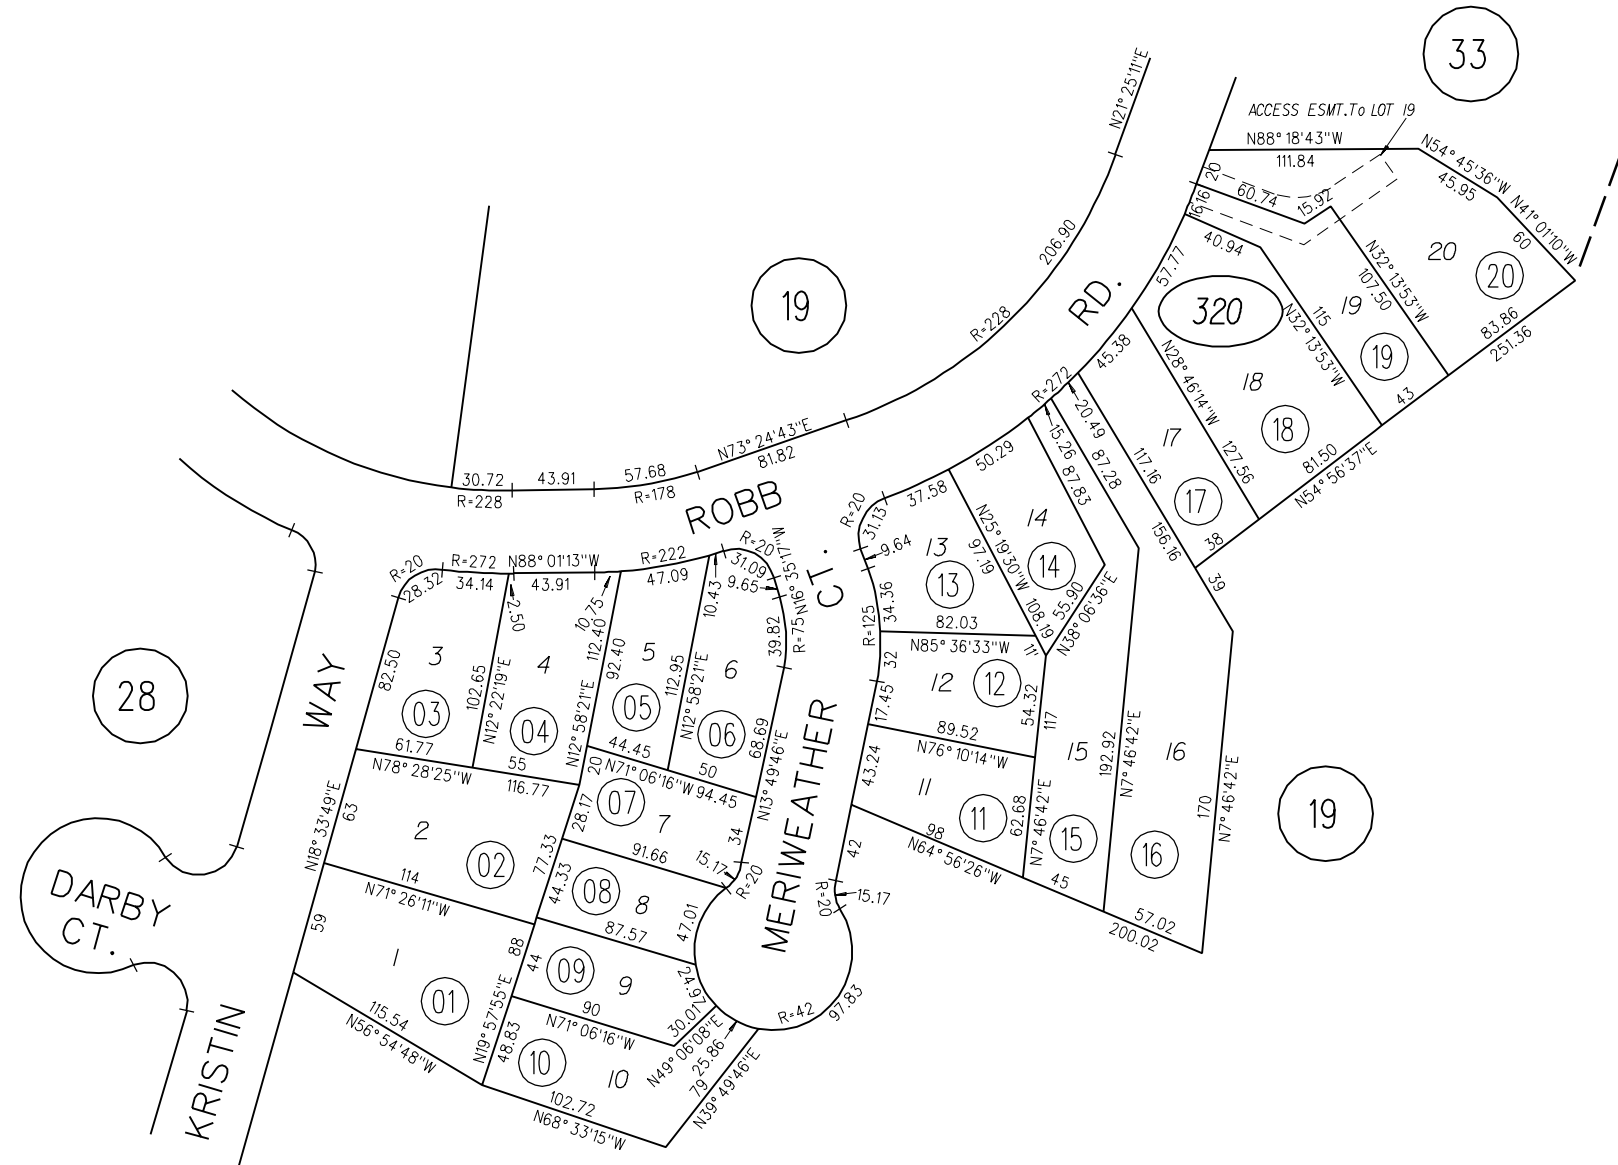 33
ACCESS ESMT.To LOT 19
N88°18'43"W
111.84
N54°45'36"W
45.95
N41°01'10"W
60
N21°25'11"E
20
60.74
15.92
16.16
40.94
N32°13'53"W
107.50
20
20
83.86
251.36
206.90
57.77
320
19
19
115
N32°13'53"W
43
19
R=228
RD.
45.38
N28°46'14"W
18
18
127.56
81.50
N54°56'37"E
R=272
20.49
15.26
87.28
87.83
117.16
17
17
156.16
38
39
30.72
R=228
43.91
57.68
R=178
N73°24'43"E
81.82
ROBB
50.29
37.58
R=20
31.13
9.64
13
13
N25°19'30"W
97.19
108.19
14
14
55.90
N38°06'36"E
R=20
28.32
R=272
34.14
N88°01'13"W
43.91
2.50
R=222
47.09
10.75
112.40
10.43
R=20
31.09
9.65
N16°35'17"W
R=75
39.82
CT.
34.36
R=125
82.03
N85°36'33"W
11'
32
17.45
12
12
54.32
117
89.52
N76°10'14"W
28
WAY
82.50
3
03
61.77
N78°28'25"W
102.65
N12°22'19"E
4
04
55
116.77
N12°58'21"E
92.40
5
05
44.45
112.95
N12°58'21"E
6
06
50
68.69
N13°49'46"E
N71°06'16"W
94.45
MERIWEATHER
43.24
11
11
62.68
N7°46'42"E
98
N64°56'26"W
15
15
45
192.92
N7°46'42"E
16
16
170
N7°46'42"E
57.02
200.02
19
N18°33'49"E
63
2
02
114
N71°26'11"W
20
28.17
77.33
07
7
34
91.66
15.17
R=20
42
R=20
15.17
44.33
08
8
87.57
47.01
DARBY
CT.
59
1
01
115.54
N56°54'48"W
88
44
N19°57'55"E
48.83
09
9
90
N71°06'16"W
24.97
30.01
N49°06'08"E
25.86
R=42
97.83
10
10
79
N39°49'46"E
102.72
N68°33'15"W
KRISTIN